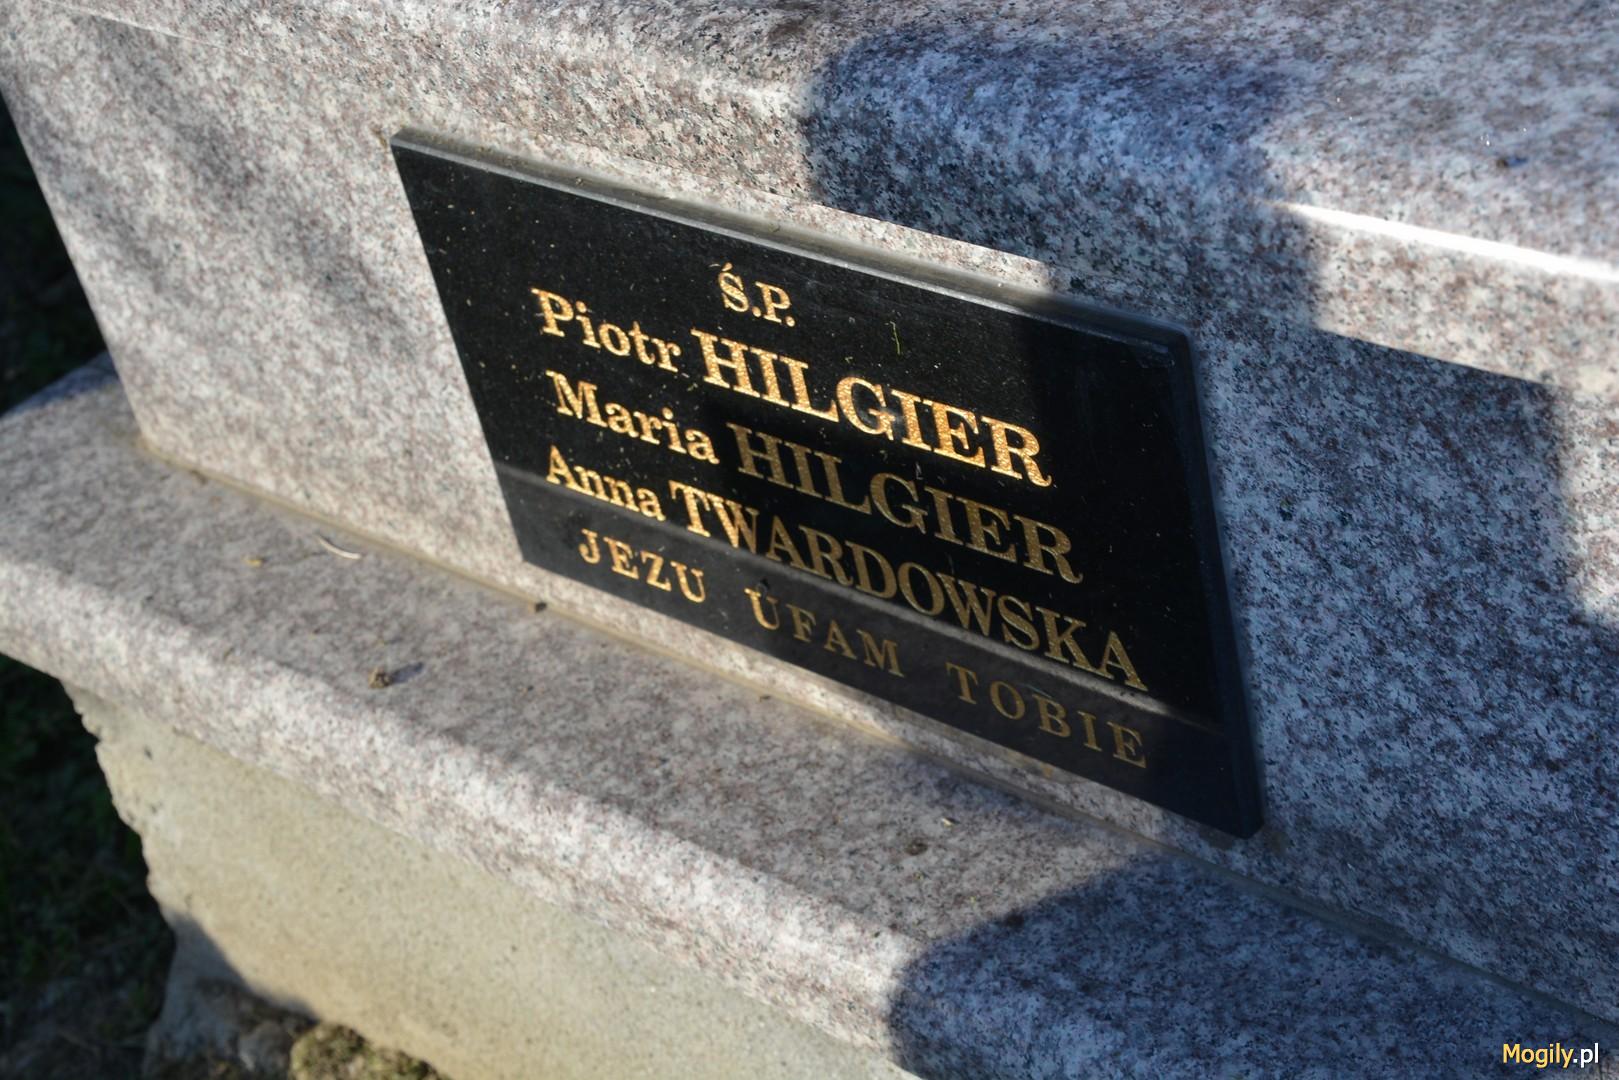 Ś.P.
Piotr HILGIER
Maria HILGIER
Anna TWARDOWSKA
JEZU UFAM TOBIE
Mogily.pl